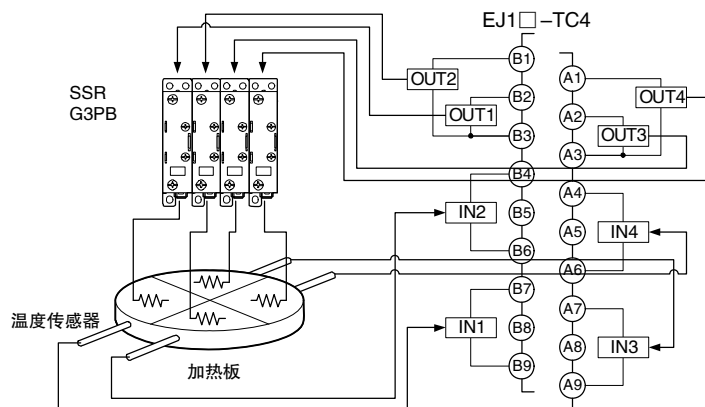 EJ1□-TC4
SSR
G3PB
OUT2
OUT1
B1
B2
B3
B4
B5
B6
B7
B8
B9
IN2
IN1
A1
A2
A3
A4
A5
A6
A7
A8
A9
OUT4
OUT3
IN4
IN3
温度传感器
加热板